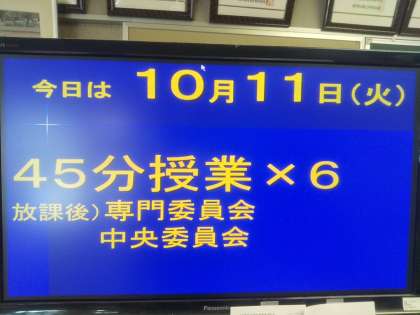 今日は 10月11日(火)
45分授業×6
放課後)専門委員会
中央委員会
Panasonic